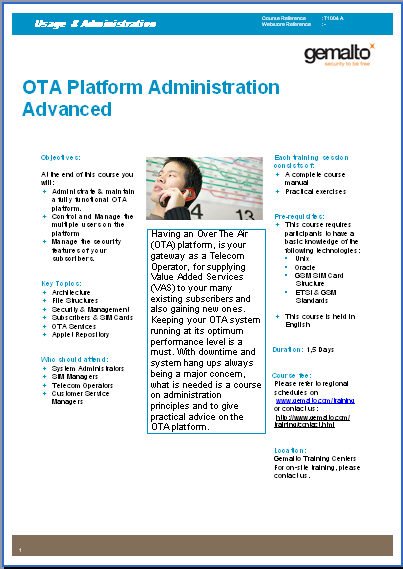 Usage & Administration
Course Reference : 71004-A
Webscore Reference : -
gemalto
security to be free
OTA Platform Administration
Advanced
Objectives:
At the end of this course you
will:
Administrate & maintain
a fully functional OTA
platform.
Control and Manage the
multiple users on the
platform
Manage the security
features of your
subscribers.
Key Topics:
Architecture
File Structures
Security & Management
Subscribers & SIM Cards
OTA Services
Applet Repository
Who should attend:
System Administrators
SIM Managers
Telecom Operators
Customer Service
Managers
4
13
Having an Over The Air
(OTA) platform, is your
gateway as a Telecom
Operator, for supplying
Value Added Services
(VAS) to your many
existing subscribers and
also gaining new ones.
Keeping your OTA system
running at its optimum
performance level is a
must. With downtime and
system hang ups always
being a major concern,
what is needed is a course
on administration
principles and to give
practical advice on the
OTA platform.
Each training session
consists of:
A complete course
manual
Practical exercises
Pre-requisites:
This course requires
participants to have a
basic knowledge of the
following technologies:
Unix
Oracle
GSM SIM Card
Structure
ETSI & GSM
Standards
This course is held in
English
Duration: 1,5 Days
Course fee:
Please refer to regional
schedules on
www.gemalto.com/training
or contact us:
http://www.gemalto.com/
training/contact.html
Location:
Gemalto Training Centers
For on-site training, please
contact us.
1